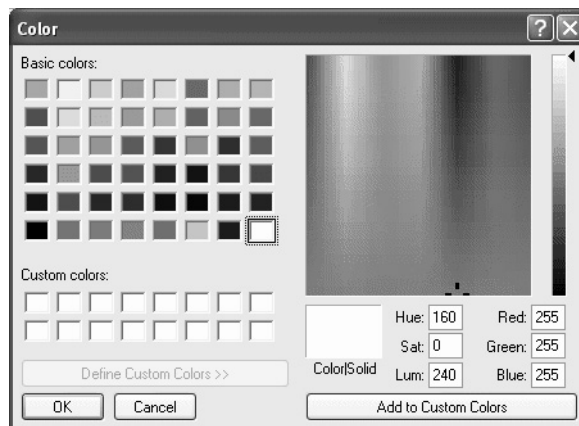 Color
Basic colors:
Custom colors:
Define Custom Colors >>
OK Cancel
Color|Solid
Hue: 160 Red: 255
Sat: 0 Green: 255
Lum: 240 Blue: 255
Add to Custom Colors